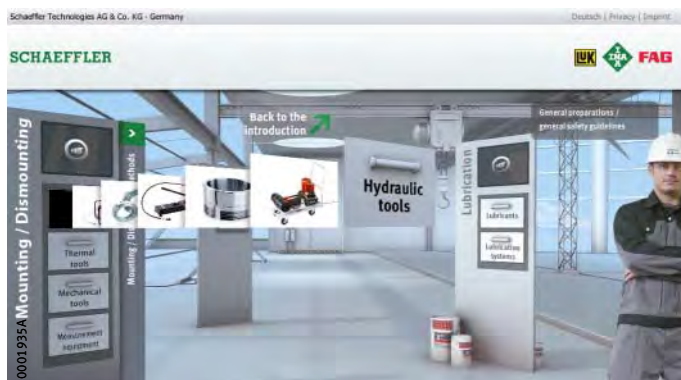 Schaeffler Technologies AG & Co. KG - Germany
Deutsch | Privacy | Imprint
SCHAEFFLER
LUK
INA
FAG
Mounting / Dismounting
Back to the
introduction
General preparations /
general safety guidelines
Hydraulic
tools
Lubrication
Lubricants
Lubrication
systems
Thermal
tools
Mechanical
tools
Measurement
0001935A